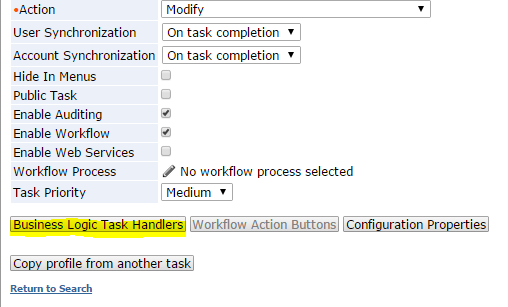 •Action Modify
User Synchronization On task completion
Account Synchronization On task completion
Hide In Menus
Public Task
Enable Auditing
Enable Workflow
Enable Web Services
Workflow Process No workflow process selected
Task Priority Medium
Business Logic Task Handlers Workflow Action Buttons Configuration Properties
Copy profile from another task
Return to Search